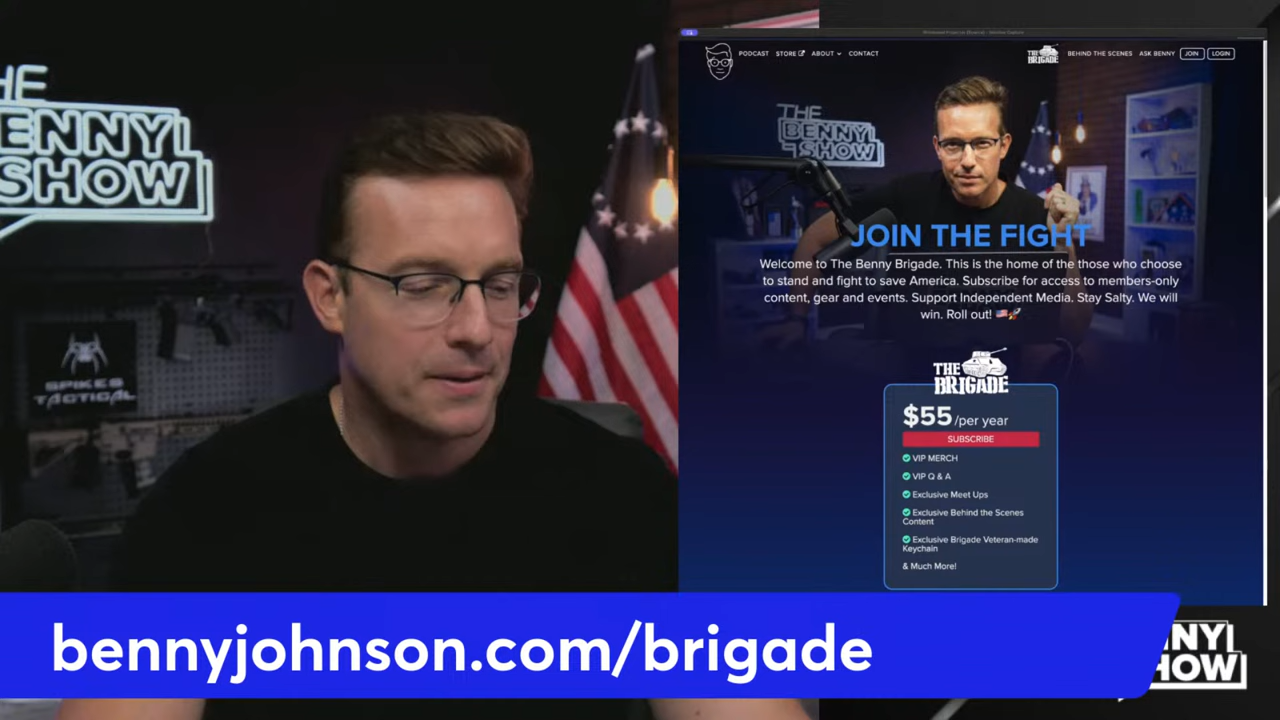 THE
BENNY
SHOW
SPIKES
TACTICAL
PODCAST
STORE
ABOUT
CONTACT
THE
BRIGADE
BEHIND THE SCENES
ASK BENNY
JOIN
LOGIN
THE
BENNY
SHOW
JOIN THE FIGHT
Welcome to The Benny Brigade. This is the home of the those who choose
to stand and fight to save America. Subscribe for access to members-only
content, gear and events. Support Independent Media. Stay Salty. We will
win. Roll out! 🇺🇸🚀
THE
BRIGADE
$55 /per year
SUBSCRIBE
VIP MERCH
VIP Q & A
Exclusive Meet Ups
Exclusive Behind the Scenes
Content
Exclusive Brigade Veteran-made
Keychain
& Much More!
bennyjohnson.com/brigade
NNY
HOW